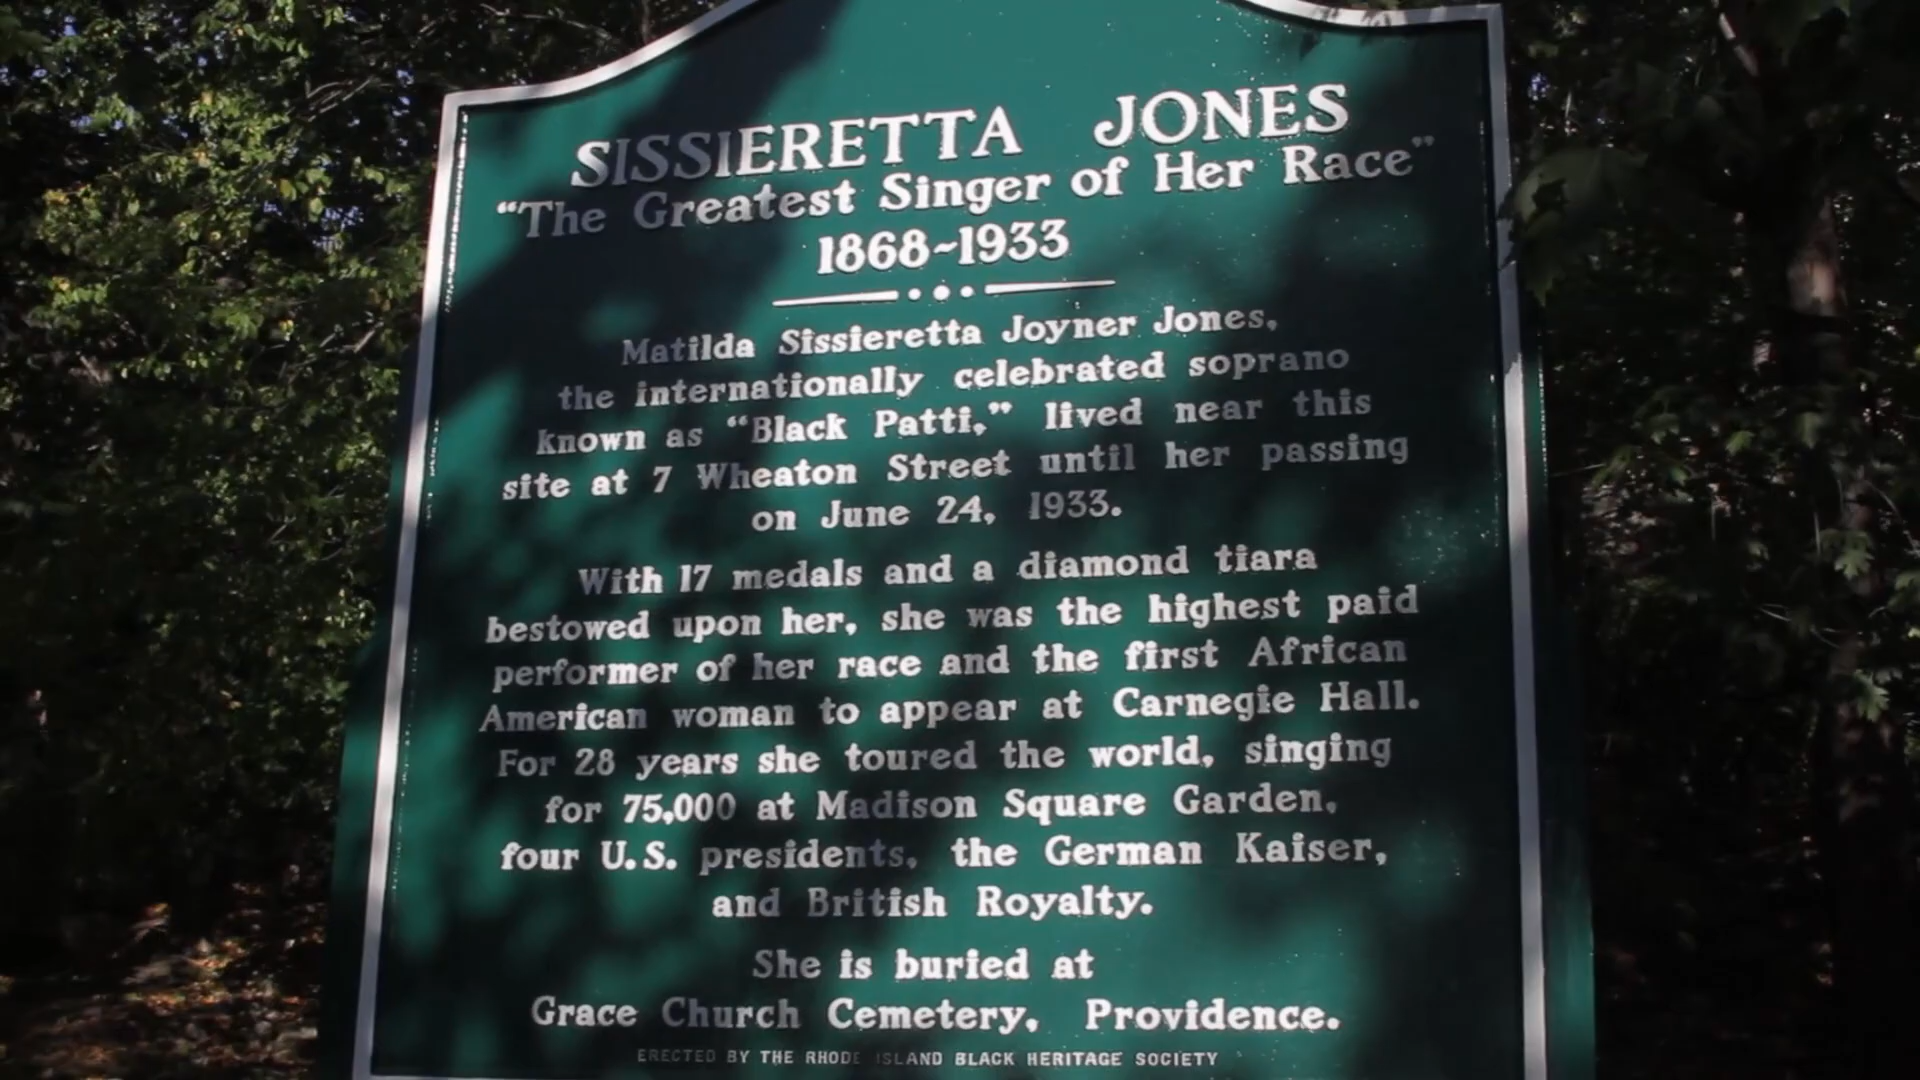 SISSIERETTA JONES
"The Greatest Singer of Her Race"
1868~1933
Matilda Sissieretta Joyner Jones,
the internationally celebrated soprano
known as "Black Patti," lived near this
site at 7 Wheaton Street until her passing
on June 24, 1933.
With 17 medals and a diamond tiara
bestowed upon her, she was the highest paid
performer of her race and the first African
American woman to appear at Carnegie Hall.
For 28 years she toured the world, singing
for 75,000 at Madison Square Garden,
four U.S. presidents, the German Kaiser,
and British Royalty.
She is buried at
Grace Church Cemetery, Providence.
ERECTED BY THE RHODE ISLAND BLACK HERITAGE SOCIETY